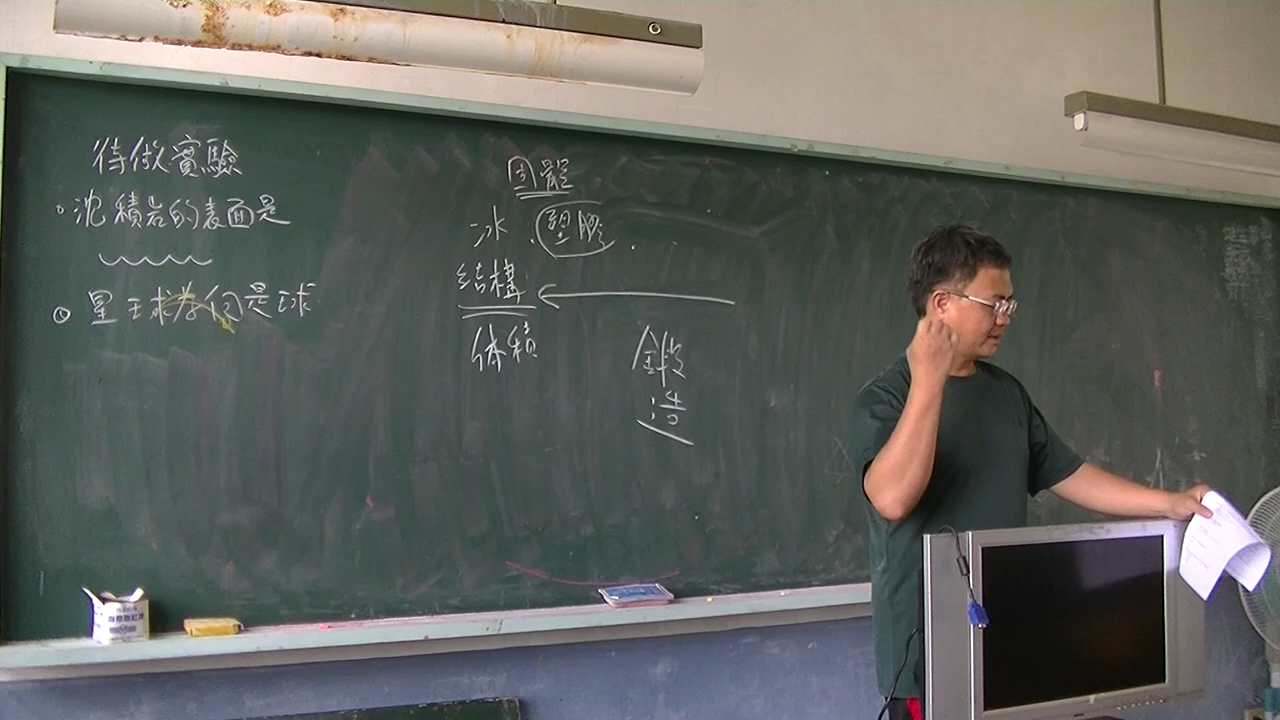 待做實驗
沈積岩的表面是
星球為何是球
固體
冰、塑膠、
結構
体積
鍛
造